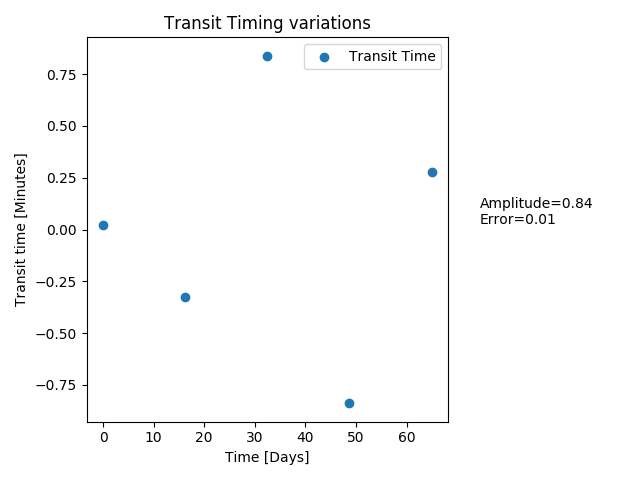 Transit Timing variations
Transit Time
0.75
0.50
0.25
0.00
−0.25
−0.50
−0.75
Transit time [Minutes]
Amplitude=0.84
Error=0.01
0 10 20 30 40 50 60
Time [Days]